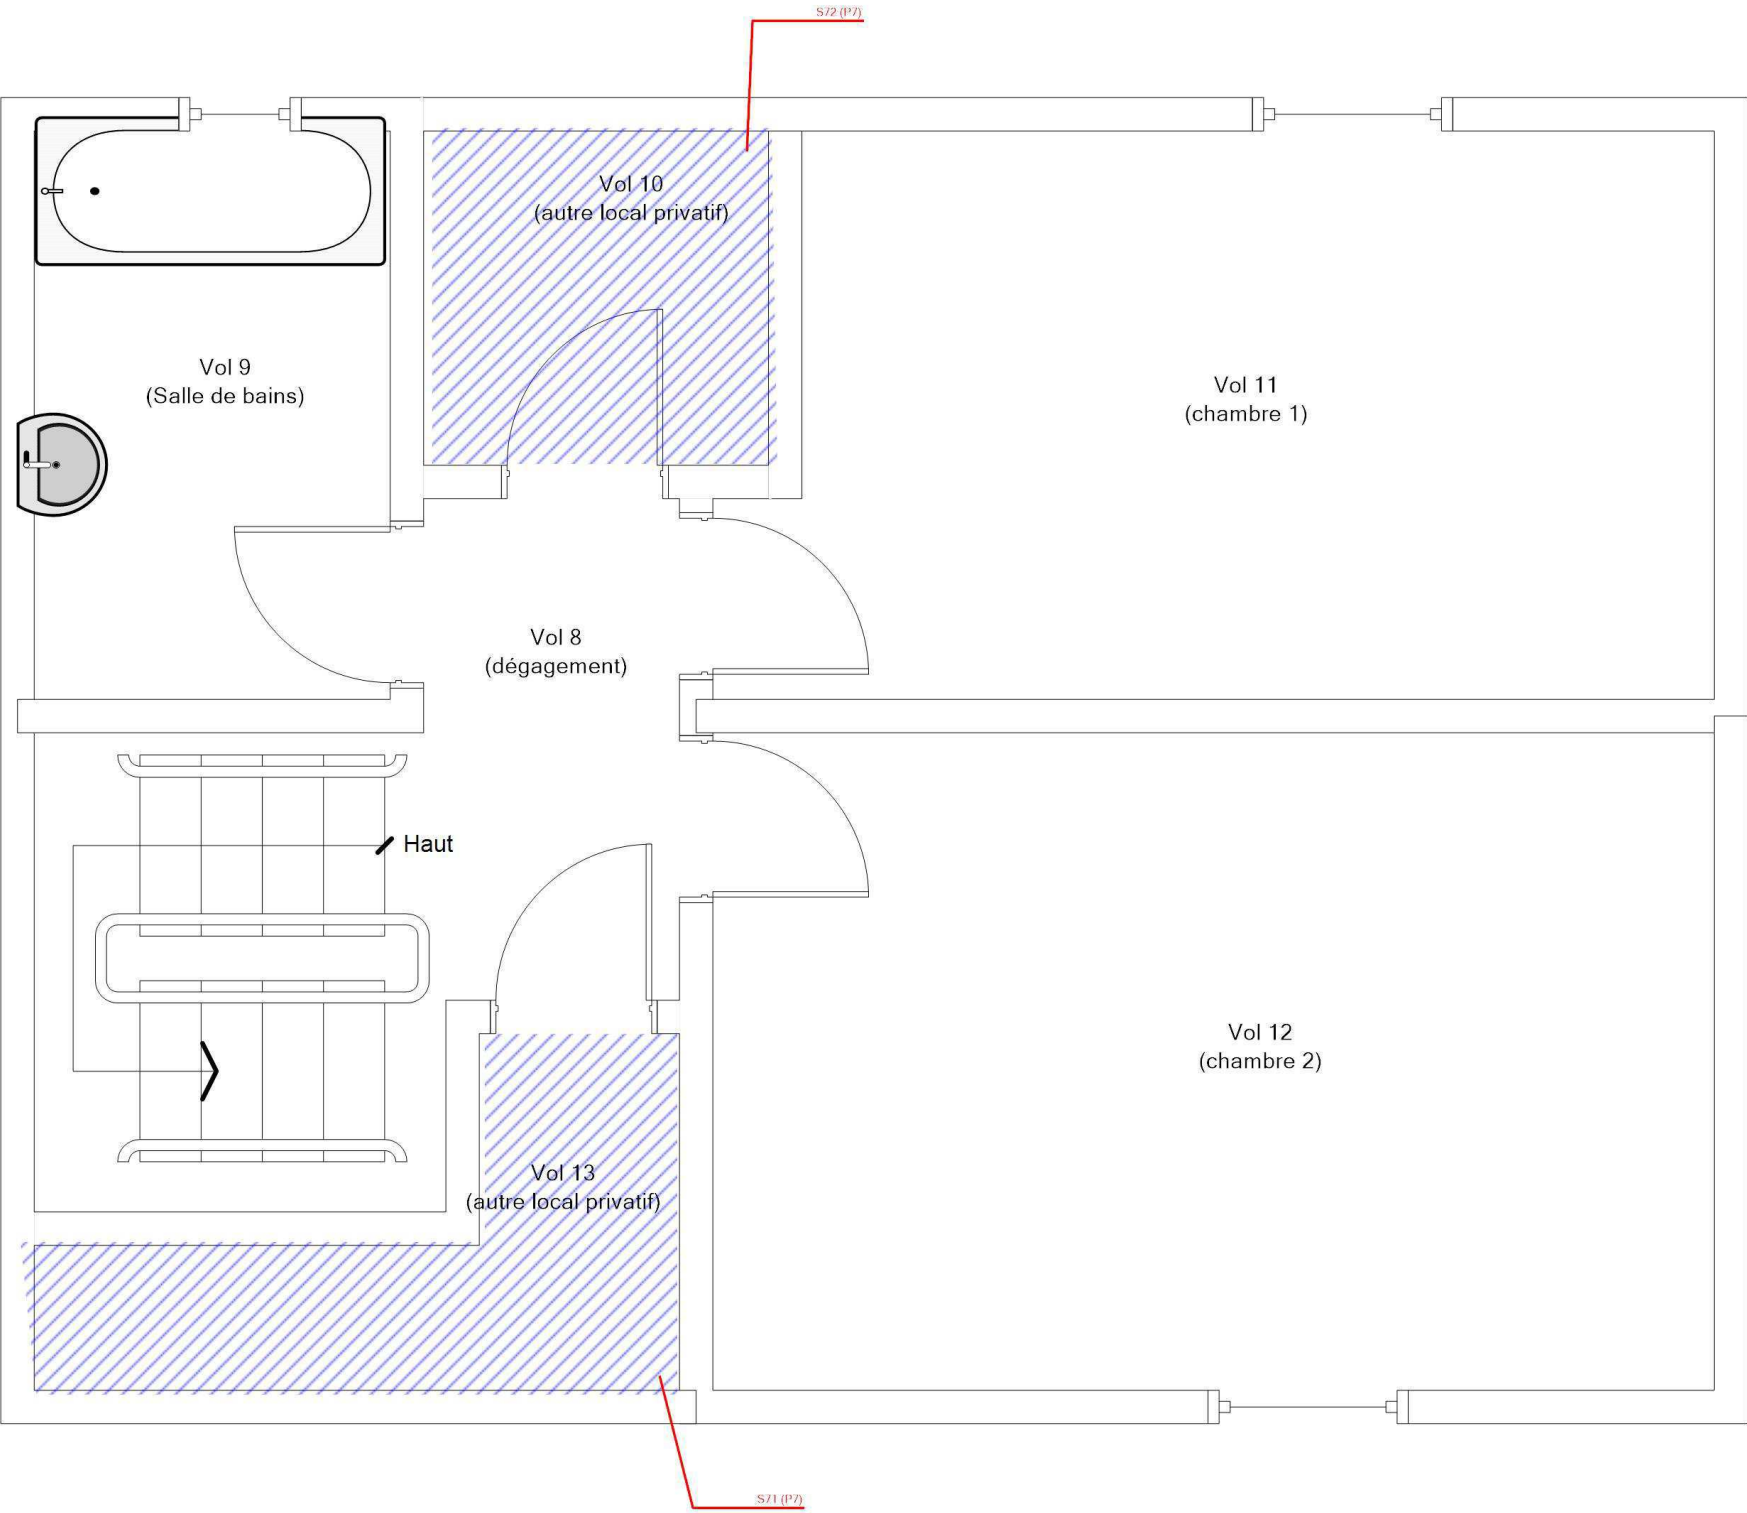 S72 (P7)
Vol 10
(autre local privatif)
Vol 9
(Salle de bains)
Vol 11
(chambre 1)
Vol 8
(dégagement)
Haut
Vol 12
(chambre 2)
Vol 13
(autre local privatif)
S71 (P7)